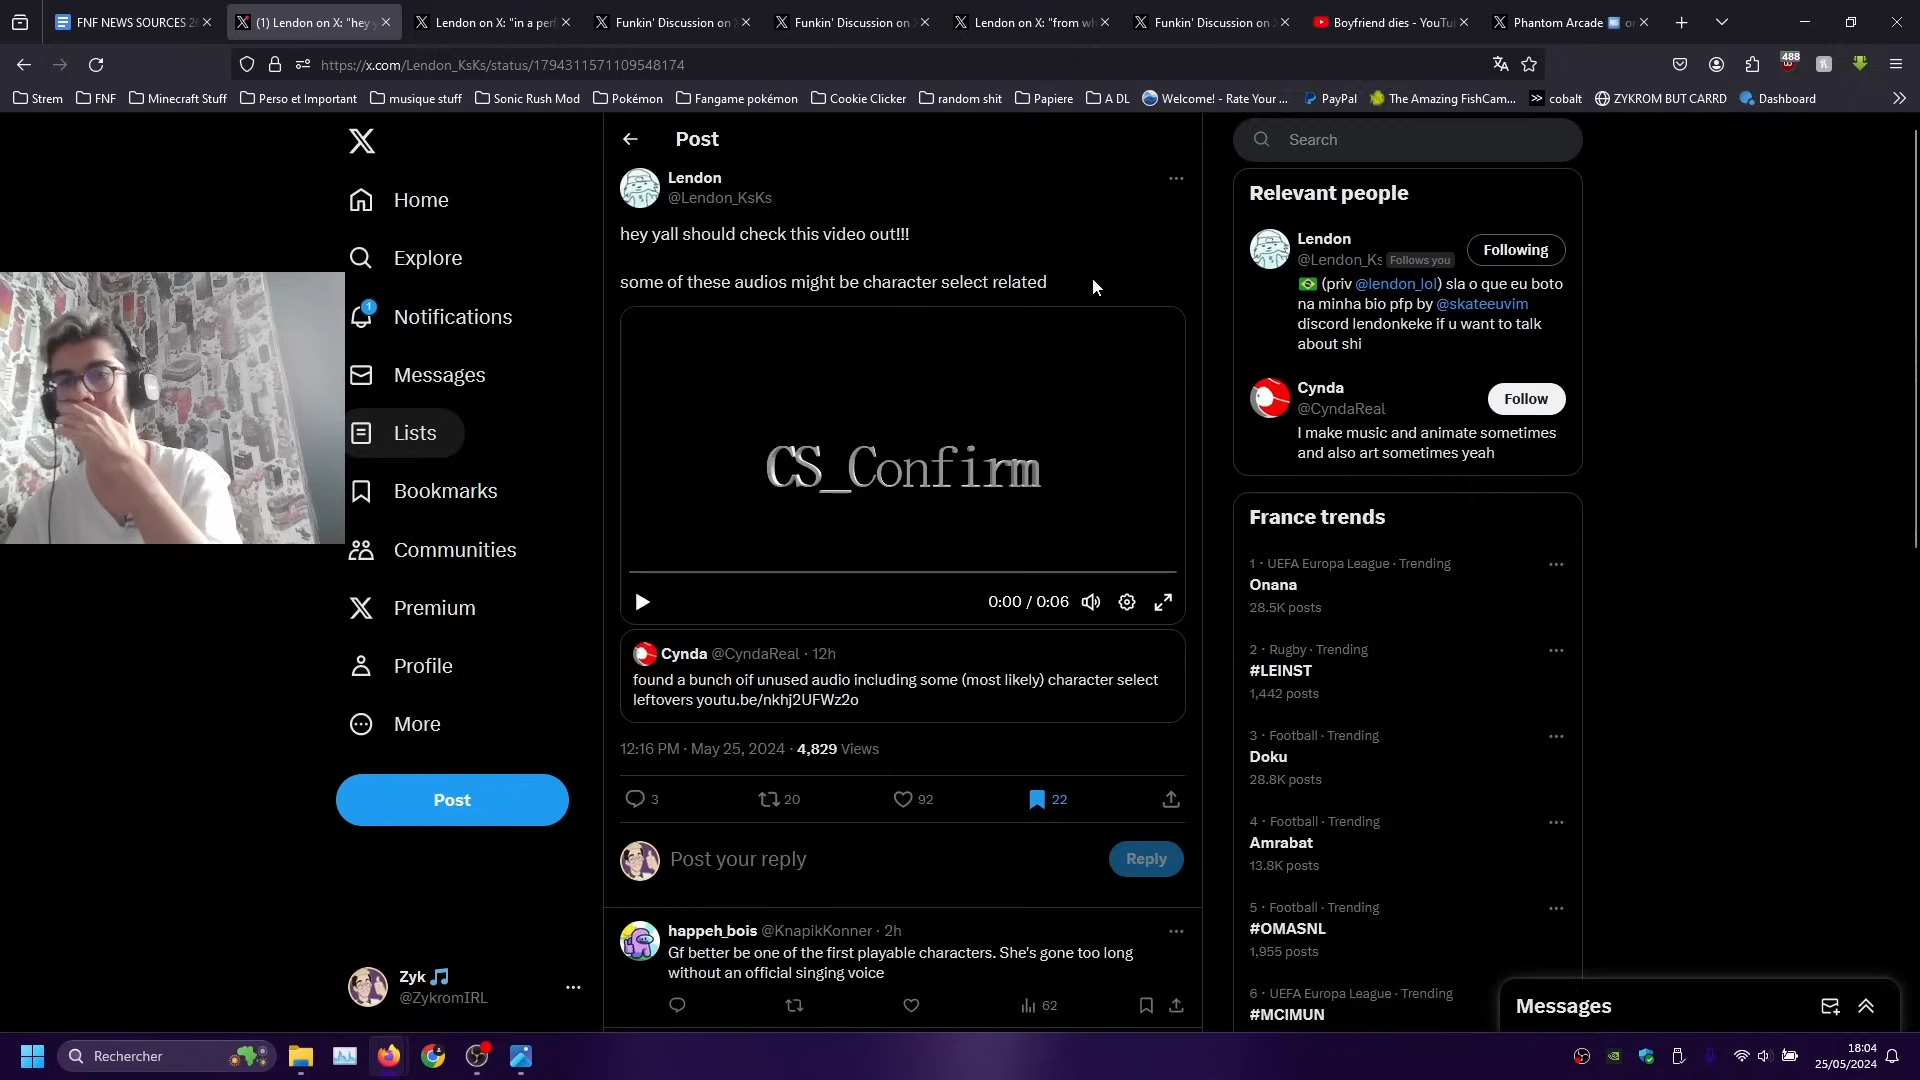 FNF NEWS SOURCES 26
(1) Lendon on X: "hey y
Lendon on X: "in a perf
Funkin' Discussion on
Funkin' Discussion on
Lendon on X: "from wh
Funkin' Discussion on
Boyfriend dies - YouTu
Phantom Arcade
https://x.com/Lendon_KsKs/status/1794311571109548174
488
Strem
FNF
Minecraft Stuff
Perso et Important
musique stuff
Sonic Rush Mod
Pokémon
Fangame pokémon
Cookie Clicker
random shit
Papiere
A DL
Welcome! - Rate Your ...
PayPal
The Amazing FishCam...
cobalt
ZYKROM BUT CARRD
Dashboard
Home
Explore
1
Notifications
Messages
Lists
Bookmarks
Communities
Premium
Profile
More
Post
Zyk
@ZykromIRL
Post
Lendon
@Lendon_KsKs
hey yall should check this video out!!!
some of these audios might be character select related
CS_Confirm
0:00 / 0:06
Cynda @CyndaReal · 12h
found a bunch oif unused audio including some (most likely) character select
leftovers youtu.be/nkhj2UFWz2o
12:16 PM · May 25, 2024 · 4,829 Views
3
20
92
22
Post your reply
Reply
happeh_bois @KnapikKonner · 2h
Gf better be one of the first playable characters. She's gone too long
without an official singing voice
62
Search
Relevant people
Lendon
@Lendon_Ks Follows you
Following
(priv @lendon_lol) sla o que eu boto
na minha bio pfp by @skateeuvim
discord lendonkeke if u want to talk
about shi
Cynda
@CyndaReal
Follow
I make music and animate sometimes
and also art sometimes yeah
France trends
1 · UEFA Europa League · Trending
Onana
28.5K posts
2 · Rugby · Trending
#LEINST
1,442 posts
3 · Football · Trending
Doku
28.8K posts
4 · Football · Trending
Amrabat
13.8K posts
5 · Football · Trending
#OMASNL
1,955 posts
6 · UEFA Europa League · Trending
#MCIMUN
Messages
Rechercher
18:04
25/05/2024